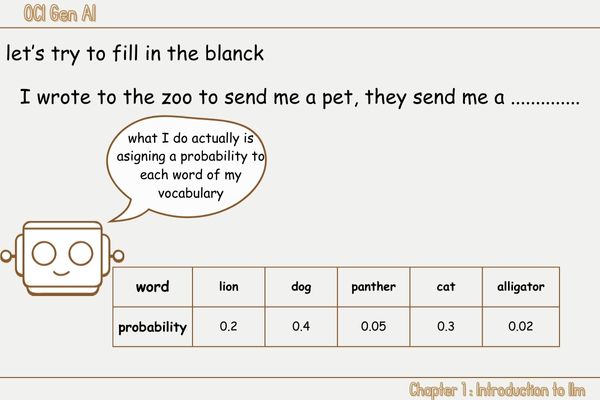 OCI Gen AI
let's try to fill in the blanck
I wrote to the zoo to send me a pet, they send me a ..............
what I do actually is
asigning a probability to
each word of my
vocabulary
word lion dog panther cat alligator
probability 0.2 0.4 0.05 0.3 0.02
Chapter 1 : Introduction to llm